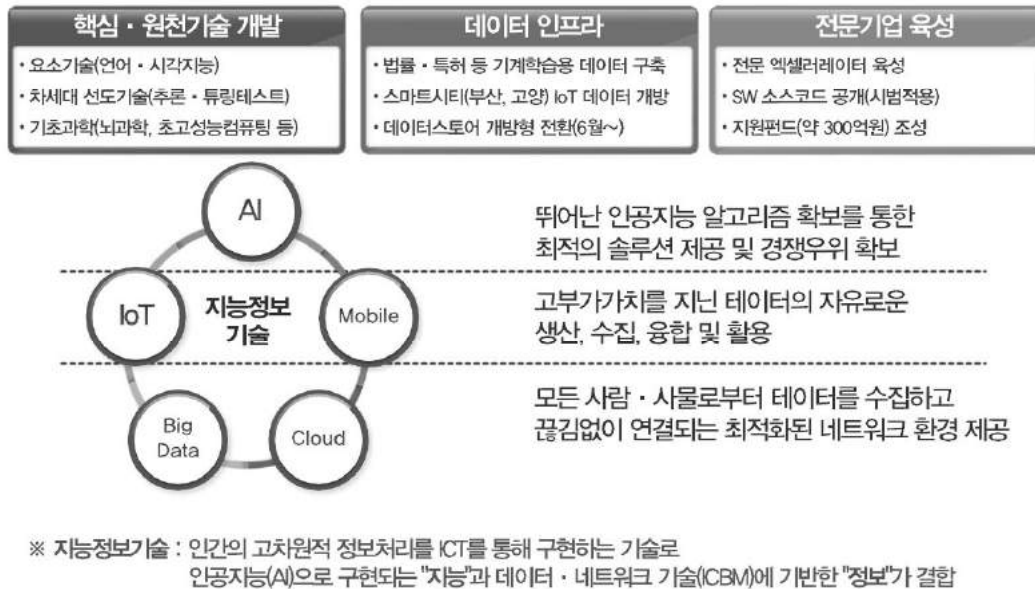 핵심 · 원천기술 개발
• 요소기술(언어 · 시각지능)
• 차세대 선도기술(추론 · 튜링테스트)
• 기초과학(뇌과학, 초고성능컴퓨팅 등)
데이터 인프라
• 법률 · 특허 등 기계학습용 데이터 구축
• 스마트시티(부산, 고양) IoT 데이터 개방
• 데이터스토어 개방형 전환(6월~)
전문기업 육성
• 전문 엑셀러레이터 육성
• SW 소스코드 공개(시범적용)
• 지원펀드(약 300억원) 조성
AI
뛰어난 인공지능 알고리즘 확보를 통한
최적의 솔루션 제공 및 경쟁우위 확보
IoT
지능정보
기술
Mobile
고부가가치를 지닌 데이터의 자유로운
생산, 수집, 융합 및 활용
Big
Data
Cloud
모든 사람 · 사물로부터 데이터를 수집하고
끊김없이 연결되는 최적화된 네트워크 환경 제공
※ 지능정보기술 : 인간의 고차원적 정보처리를 ICT를 통해 구현하는 기술로
인공지능(AI)으로 구현되는 "지능"과 데이터 · 네트워크 기술(ICBM)에 기반한 "정보"가 결합